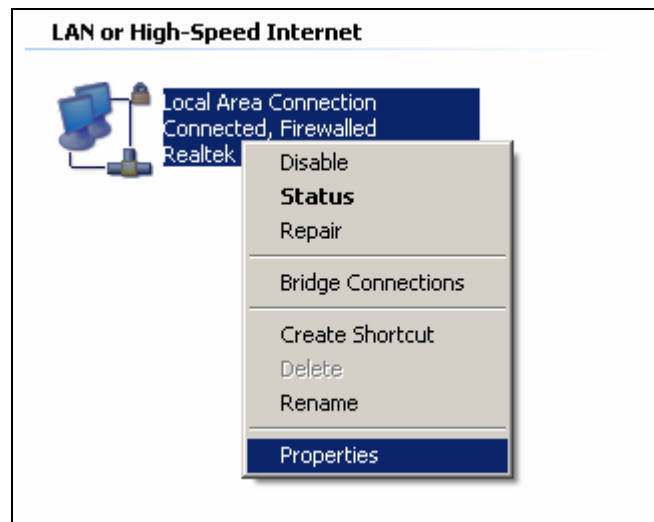 LAN or High-Speed Internet
Local Area Connection
Connected, Firewalled
Realtek
Disable
Status
Repair
Bridge Connections
Create Shortcut
Delete
Rename
Properties